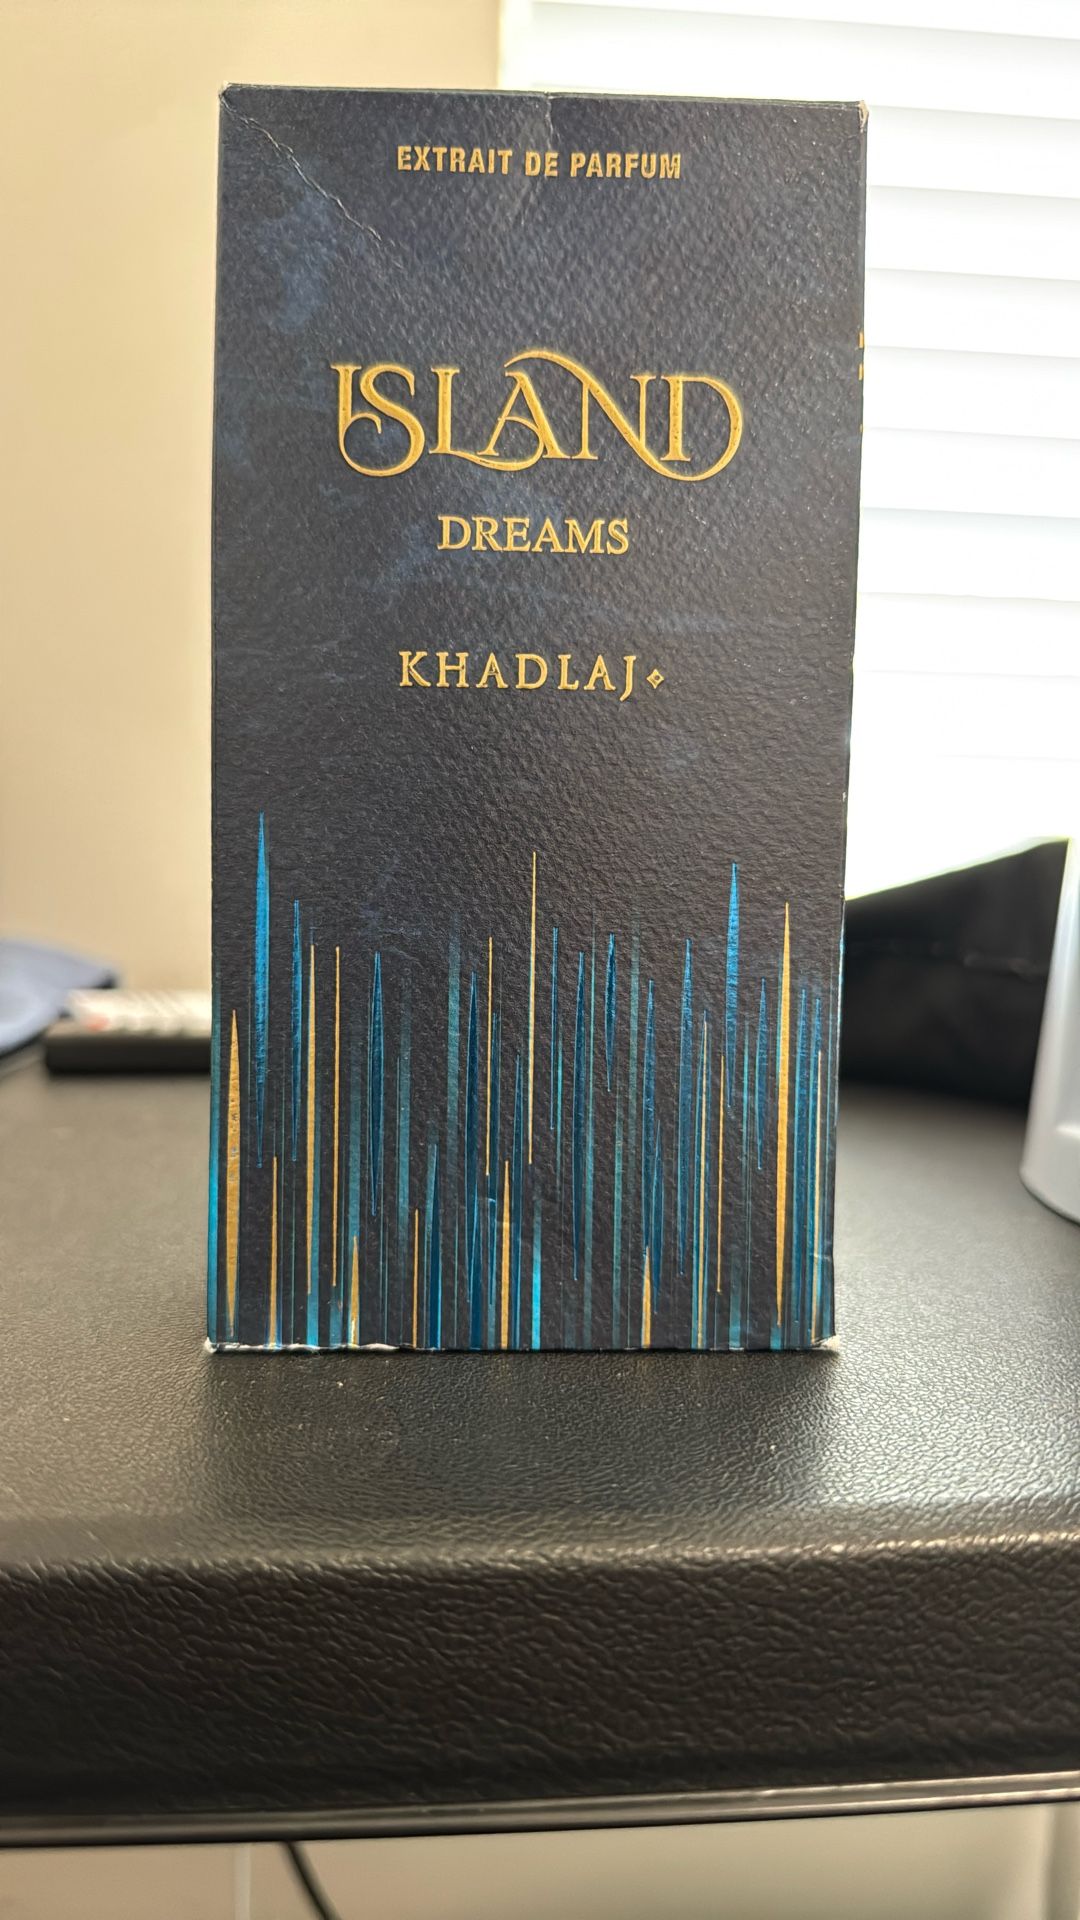 EXTRAIT DE PARFUM
ISLAND
DREAMS
KHADLAJ